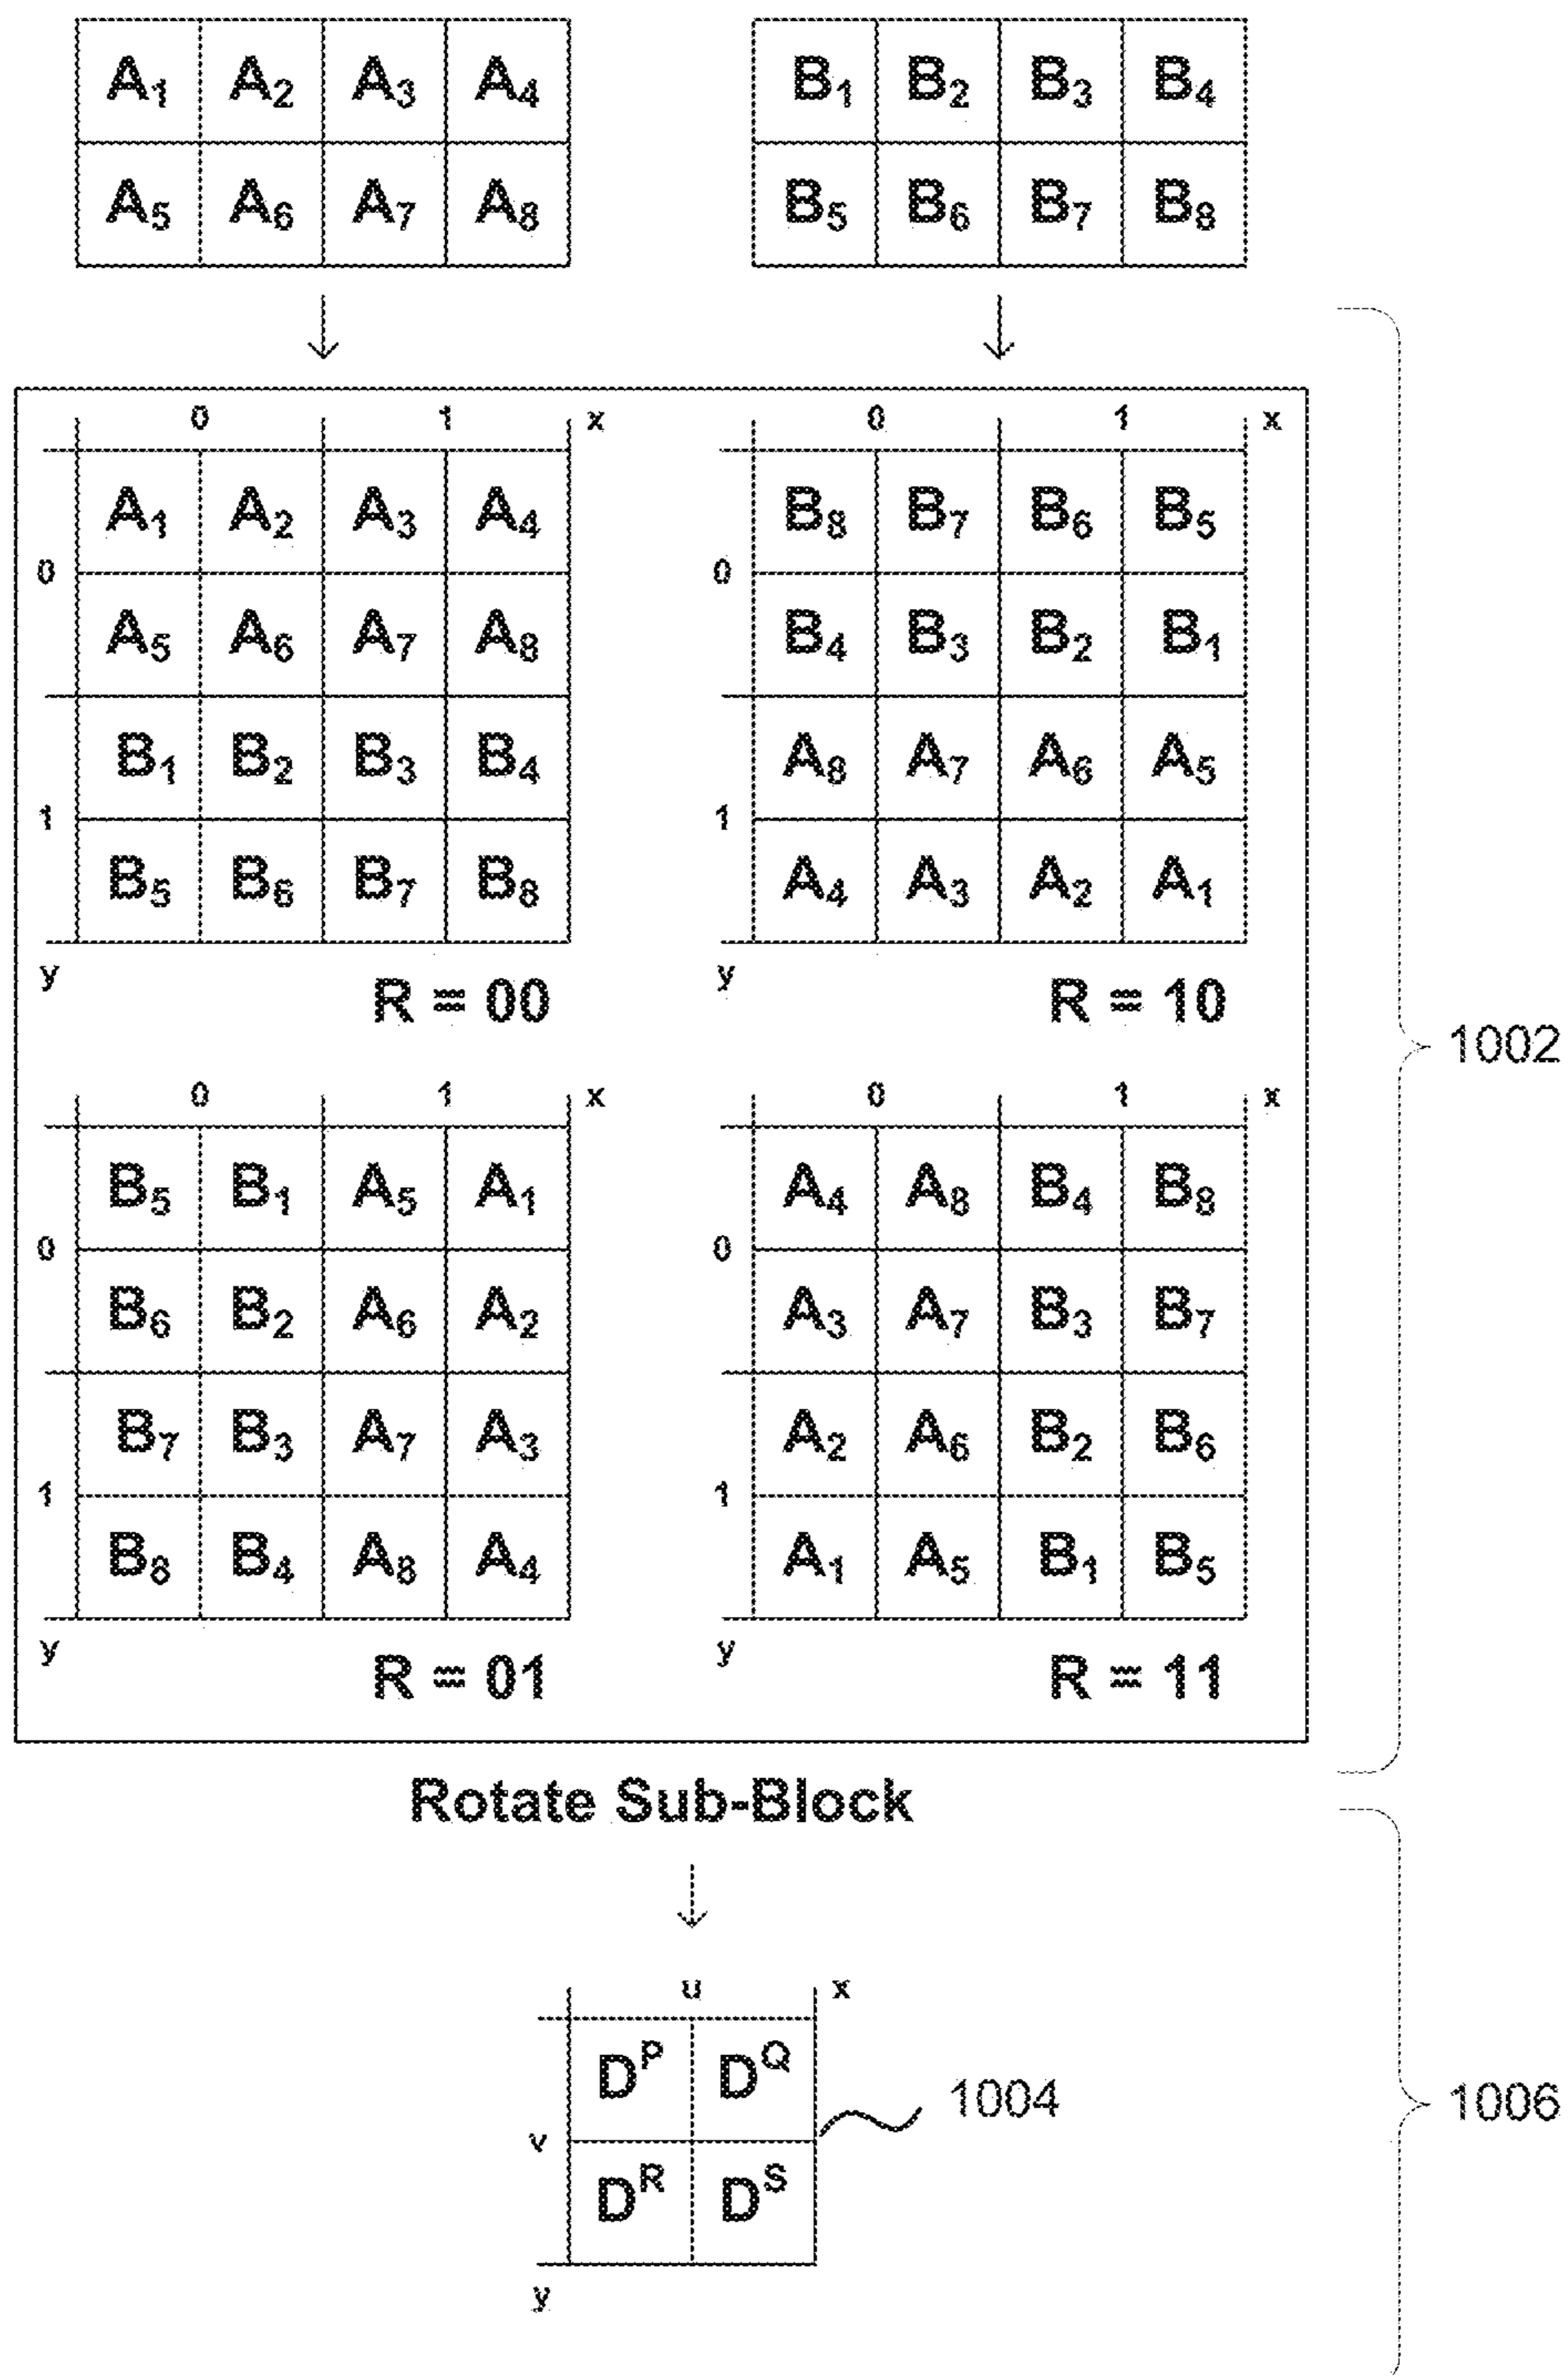 A1 A2 A3 A4 B1 B2 B3 B4
A5 A6 A7 A8 B5 B6 B7 B8
0 1 x 0 1 x
A1 A2 A3 A4 B8 B7 B6 B5
0 0
A5 A6 A7 A8 B4 B3 B2 B1
B1 B2 B3 B4 A8 A7 A6 A5
1 1
B5 B6 B7 B8 A4 A3 A2 A1
y y
R = 00 R = 10
1002
0 1 x 0 1 x
B5 B1 A5 A1 A4 A8 B4 B8
0 0
B6 B2 A6 A2 A3 A7 B3 B7
B7 B3 A7 A3 A2 A6 B2 B6
1 1
B8 B4 A8 A4 A1 A5 B1 B5
y y
R = 01 R = 11
Rotate Sub-Block
u x
DP DQ
1004
1006
v
DR DS
y